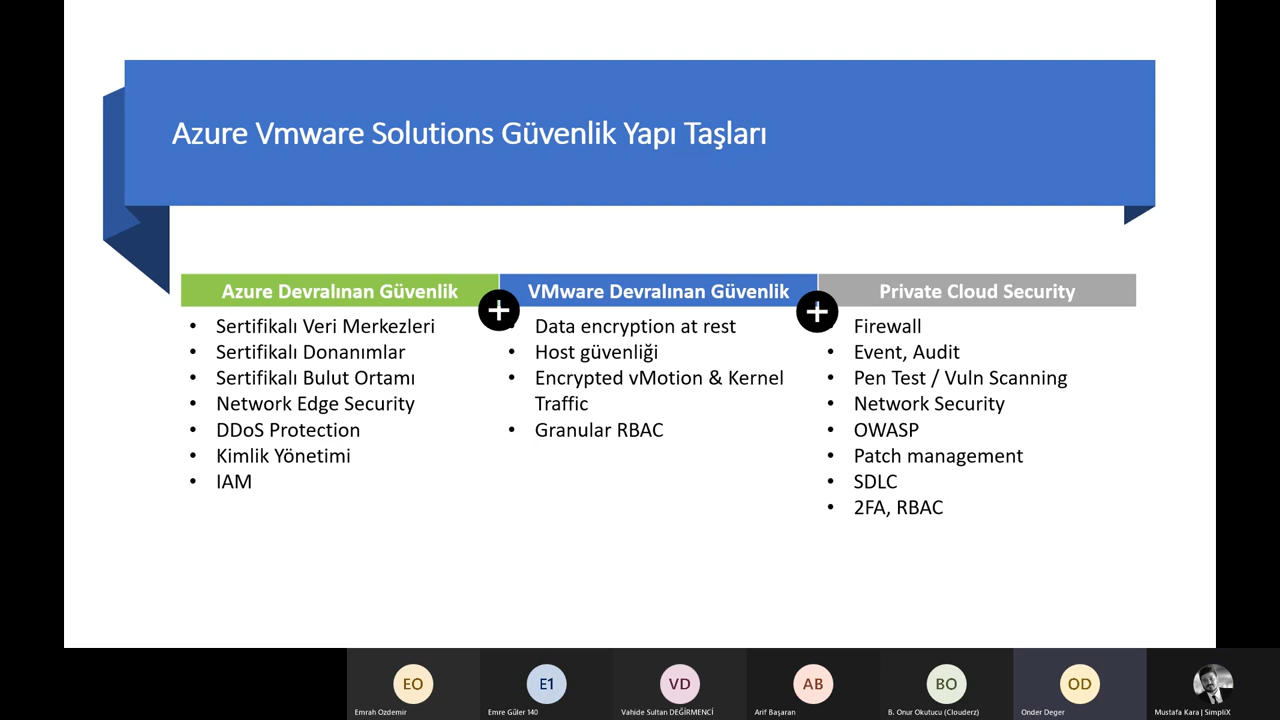 Azure Vmware Solutions Güvenlik Yapı Taşları
Azure Devralınan Güvenlik
• Sertifikalı Veri Merkezleri
• Sertifikalı Donanımlar
• Sertifikalı Bulut Ortamı
• Network Edge Security
• DDoS Protection
• Kimlik Yönetimi
• IAM
+
VMware Devralınan Güvenlik
• Data encryption at rest
• Host güvenliği
• Encrypted vMotion & Kernel
Traffic
• Granular RBAC
+
Private Cloud Security
• Firewall
• Event, Audit
• Pen Test / Vuln Scanning
• Network Security
• OWASP
• Patch management
• SDLC
• 2FA, RBAC
EO
Emrah Ozdemir
E1
Emre Güler 140
VD
Vahide Sultan DEĞİRMENCİ
AB
Arif Başaran
BO
B. Onur Okutucu (Clouderz)
OD
Onder Deger
Mustafa Kara | SimpliX